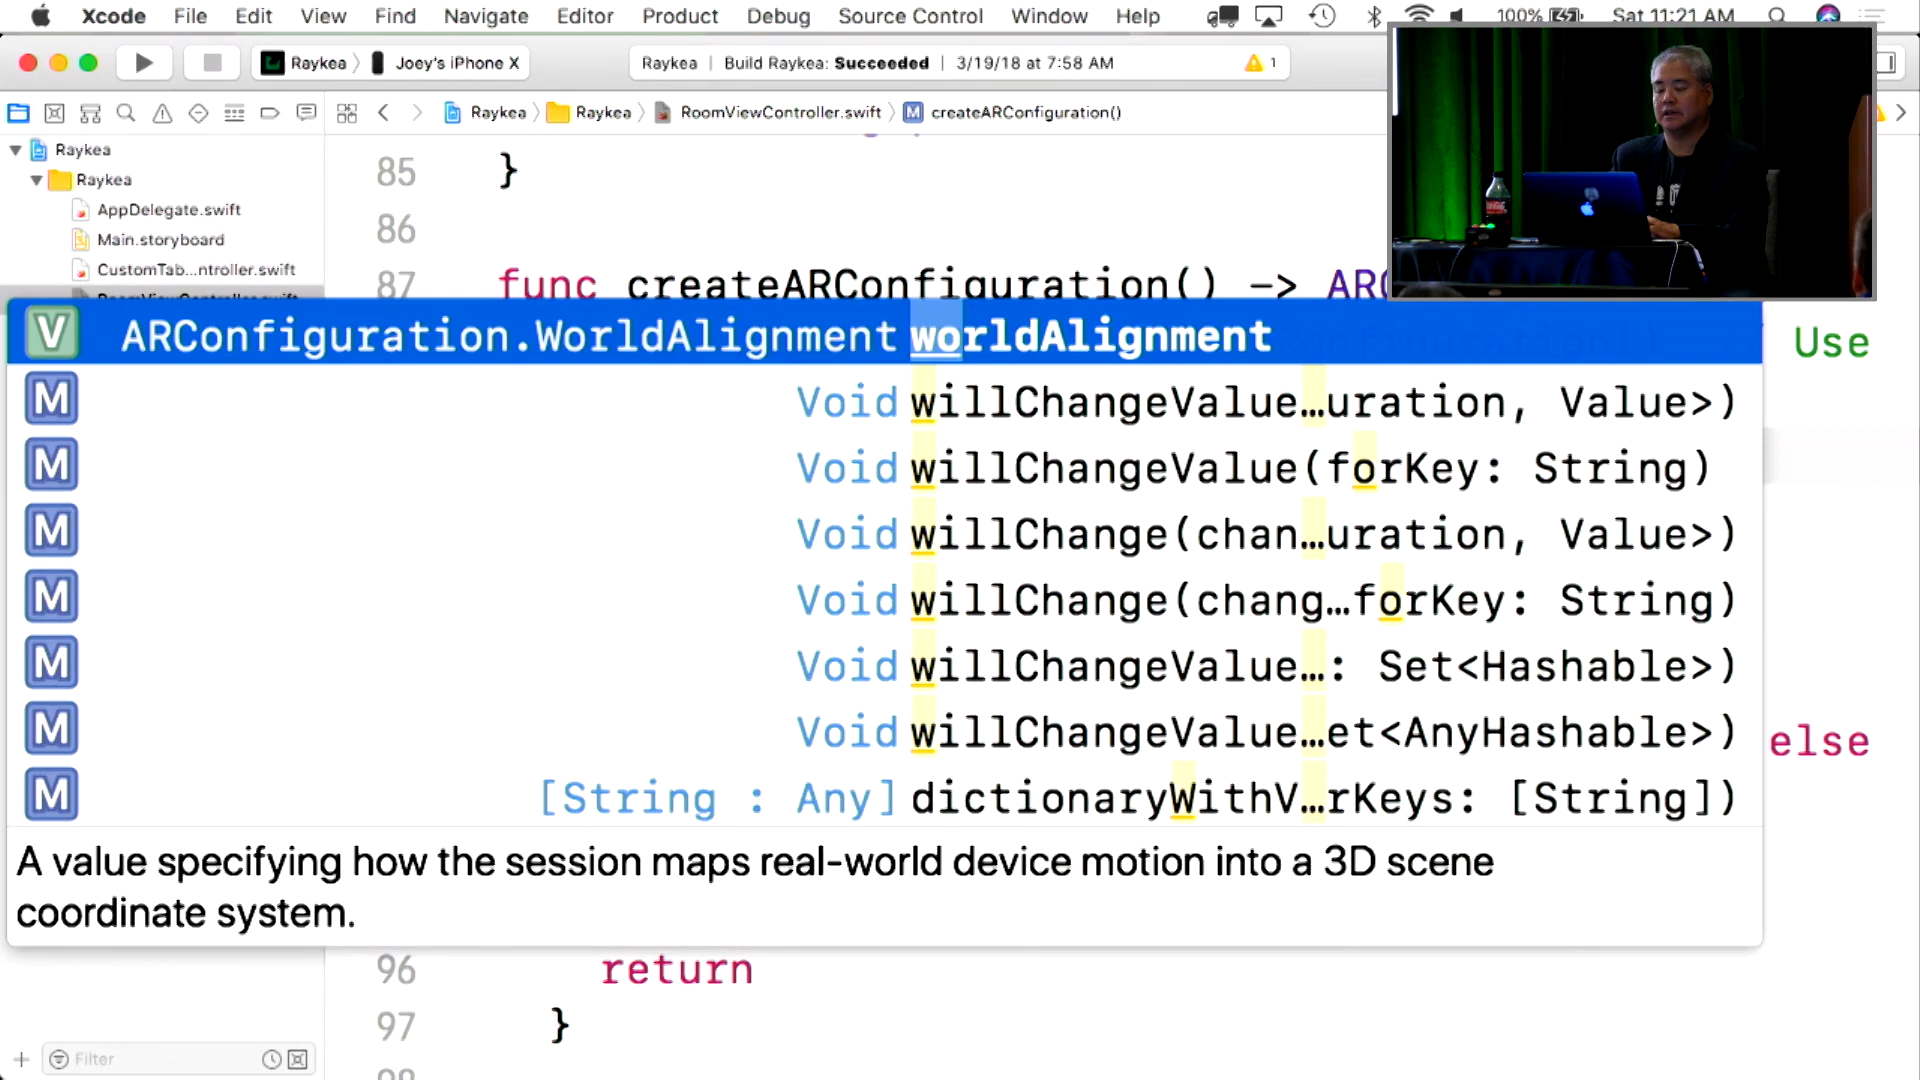 Xcode File Edit View Find Navigate Editor Product Debug Source Control Window Help 100% Sat 11:21 AM
Raykea Joey's iPhone X Raykea | Build Raykea: Succeeded | 3/19/18 at 7:58 AM 1
Raykea Raykea RoomViewController.swift M createARConfiguration()
Raykea
Raykea
AppDelegate.swift
Main.storyboard
CustomTab...ntroller.swift
RoomViewController.swift
85 }
86
87 func createARConfiguration() -> ARC
V ARConfiguration.WorldAlignment worldAlignment Use
M Void willChangeValue…uration, Value>)
M Void willChangeValue(forKey: String)
M Void willChange(chan…uration, Value>)
M Void willChange(chang…forKey: String)
M Void willChangeValue…: Set<Hashable>)
M Void willChangeValue…et<AnyHashable>) else
M [String : Any] dictionaryWithV…rKeys: [String])
A value specifying how the session maps real-world device motion into a 3D scene
coordinate system.
96 return
97 }
98
Filter